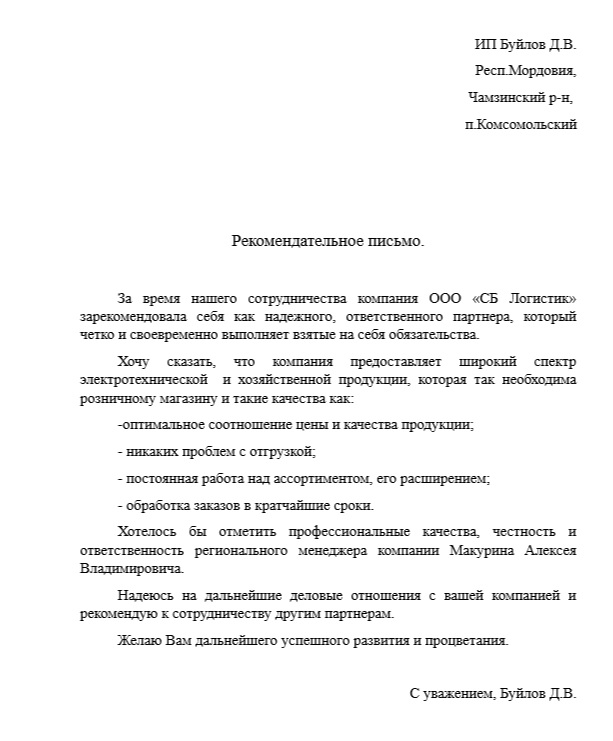 ИП Буйлов Д.В.
Респ.Мордовия,
Чамзинский р-н,
п.Комсомольский
Рекомендательное письмо.
За время нашего сотрудничества компания ООО «СБ Логистик»
зарекомендовала себя как надежного, ответственного партнера, который
четко и своевременно выполняет взятые на себя обязательства.
Хочу сказать, что компания предоставляет широкий спектр
электротехнической и хозяйственной продукции, которая так необходима
розничному магазину и такие качества как:
-оптимальное соотношение цены и качества продукции;
- никаких проблем с отгрузкой;
- постоянная работа над ассортиментом, его расширением;
- обработка заказов в кратчайшие сроки.
Хотелось бы отметить профессиональные качества, честность и
ответственность регионального менеджера компании Макурина Алексея
Владимировича.
Надеюсь на дальнейшие деловые отношения с вашей компанией и
рекомендую к сотрудничеству другим партнерам.
Желаю Вам дальнейшего успешного развития и процветания.
С уважением, Буйлов Д.В.